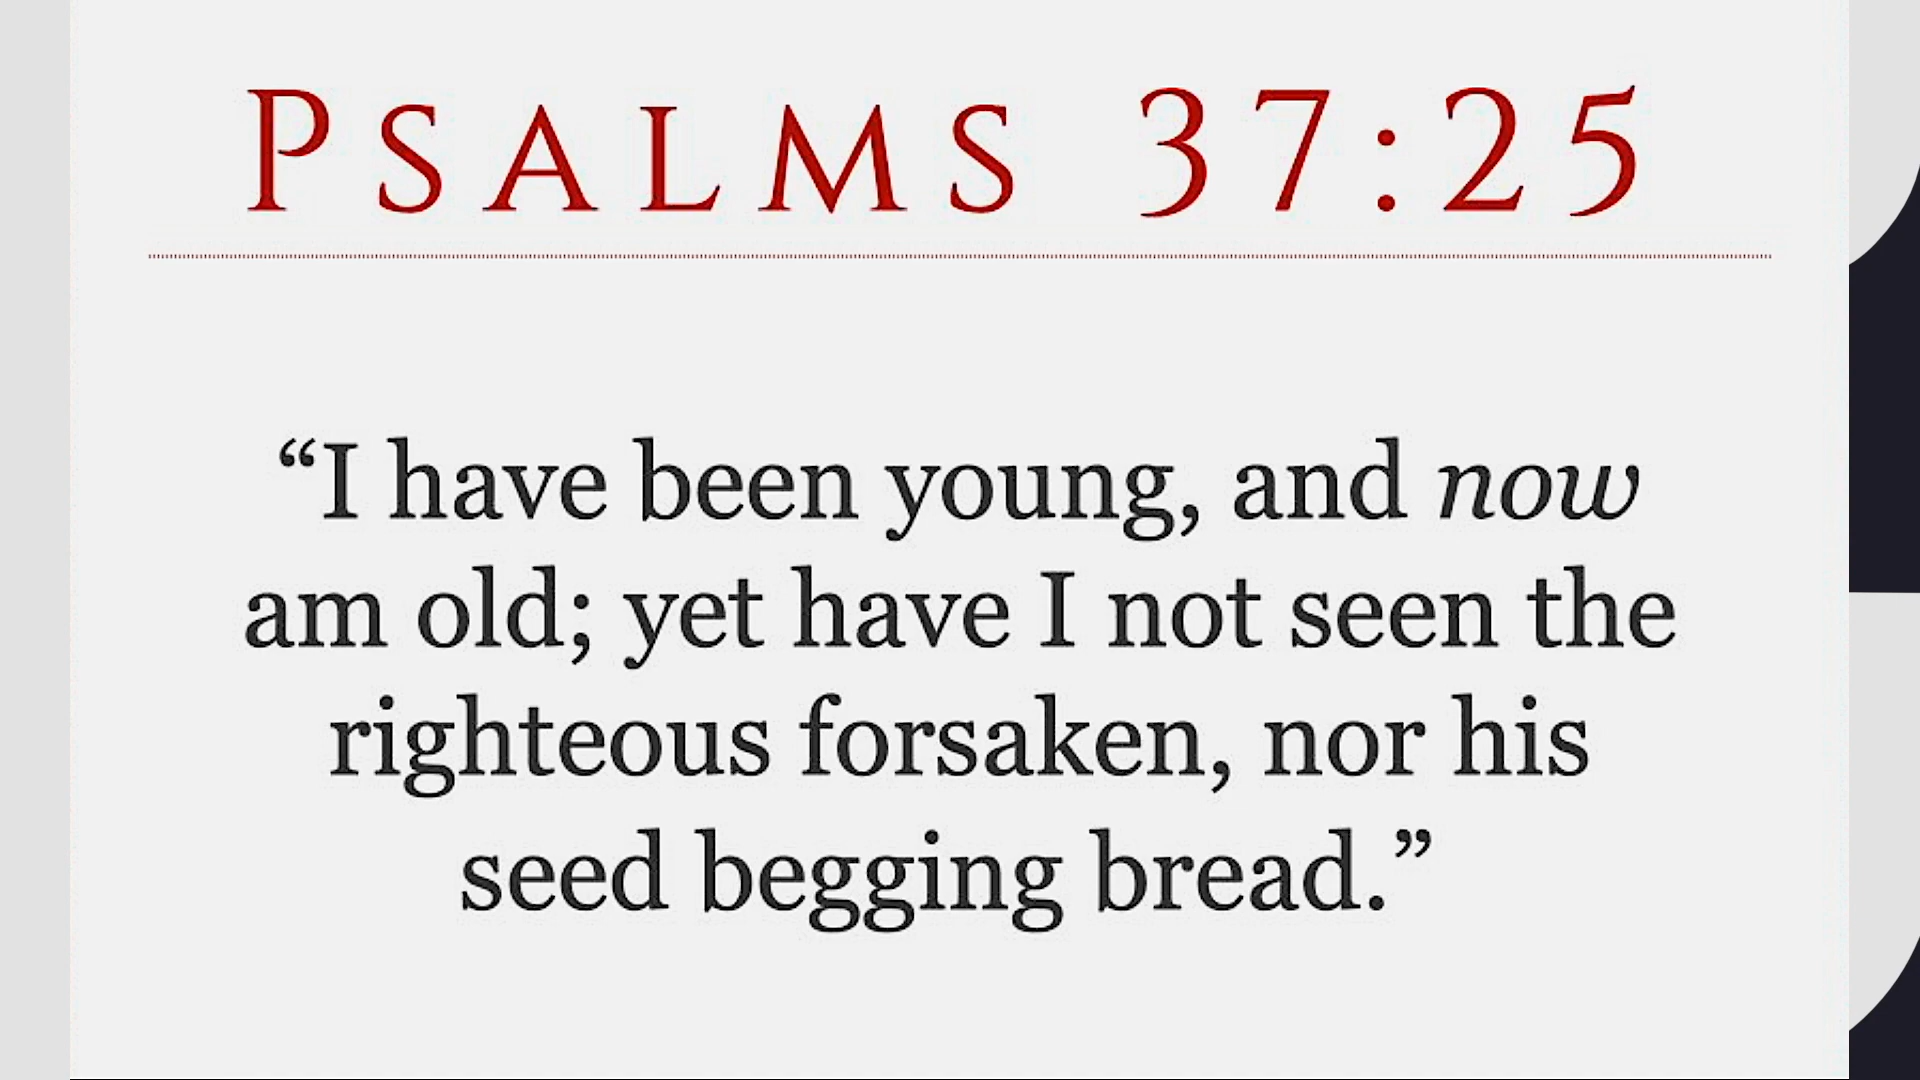 Psalms 37:25
“I have been young, and now
am old; yet have I not seen the
righteous forsaken, nor his
seed begging bread.”